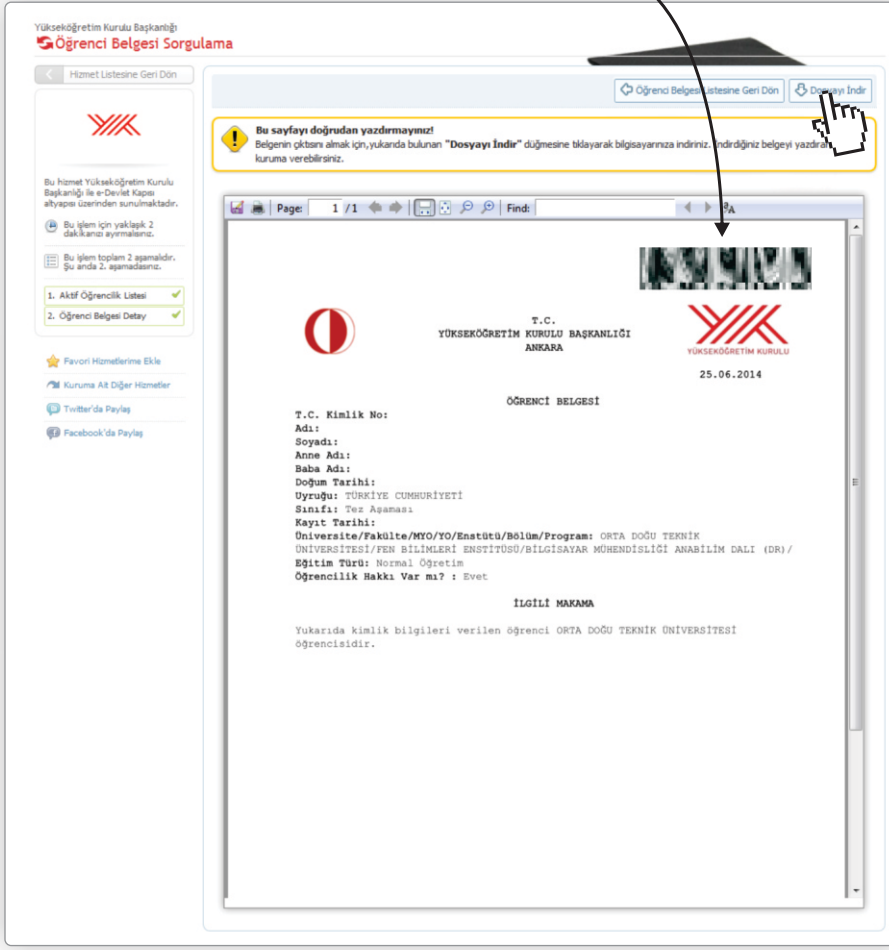 Yükseköğretim Kurulu Başkanlığı
Öğrenci Belgesi Sorgulama
Hizmet Listesine Geri Dön
Bu hizmet Yükseköğretim Kurulu
Başkanlığı ile e-Devlet Kapısı
altyapısı üzerinden sunulmaktadır.
Bu işlem için yaklaşık 2
dakikanızı ayırmalısınız.
Bu işlem toplam 2 aşamalıdır.
Şu anda 2. aşamadasınız.
1. Aktif Öğrencilik Listesi
2. Öğrenci Belgesi Detay
Favori Hizmetlerime Ekle
Kuruma Ait Diğer Hizmetler
Twitter'da Paylaş
Facebook'da Paylaş
Öğrenci Belgesi Listesine Geri Dön
Dosyayı İndir
Bu sayfayı doğrudan yazdırmayınız!
Belgenin çıktısını almak için,yukarıda bulunan "Dosyayı İndir" düğmesine tıklayarak bilgisayarınıza indiriniz. İndirdiğiniz belgeyi
kuruma verebilirsiniz.
Page: 1 /1 Find:
T.C.
YÜKSEKÖĞRETİM KURULU BAŞKANLIĞI
ANKARA
YÜKSEKÖĞRETİM KURULU
25.06.2014
ÖĞRENCİ BELGESİ
T.C. Kimlik No:
Adı:
Soyadı:
Anne Adı:
Baba Adı:
Doğum Tarihi:
Uyruğu: TÜRKİYE CUMHURİYETİ
Sınıfı: Tez Aşaması
Kayıt Tarihi:
Üniversite/Fakülte/MYO/YO/Enstütü/Bölüm/Program: ORTA DOĞU TEKNİK
ÜNİVERSİTESİ/FEN BİLİMLERİ ENSTİTÜSÜ/BİLGİSAYAR MÜHENDİSLİĞİ ANABİLİM DALI (DR)/
Eğitim Türü: Normal Öğretim
Öğrencilik Hakkı Var mı? : Evet
İLGİLİ MAKAMA
Yukarıda kimlik bilgileri verilen öğrenci ORTA DOĞU TEKNİK ÜNİVERSİTESİ
öğrencisidir.